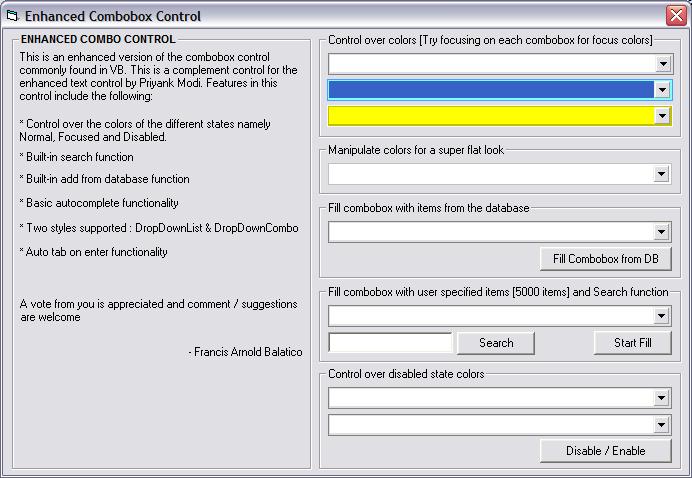 Enhanced Combobox Control
ENHANCED COMBO CONTROL
This is an enhanced version of the combobox control
commonly found in VB. This is a complement control for the
enhanced text control by Priyank Modi. Features in this
control include the following:
* Control over the colors of the different states namely
Normal, Focused and Disabled.
* Built-in search function
* Built-in add from database function
* Basic autocomplete functionality
* Two styles supported : DropDownList & DropDownCombo
* Auto tab on enter functionality
A vote from you is appreciated and comment / suggestions
are welcome
- Francis Arnold Balatico
Control over colors [Try focusing on each combobox for focus colors]
Manipulate colors for a super flat look
Fill combobox with items from the database
Fill Combobox from DB
Fill combobox with user specified items [5000 items] and Search function
Search
Start Fill
Control over disabled state colors
Disable / Enable